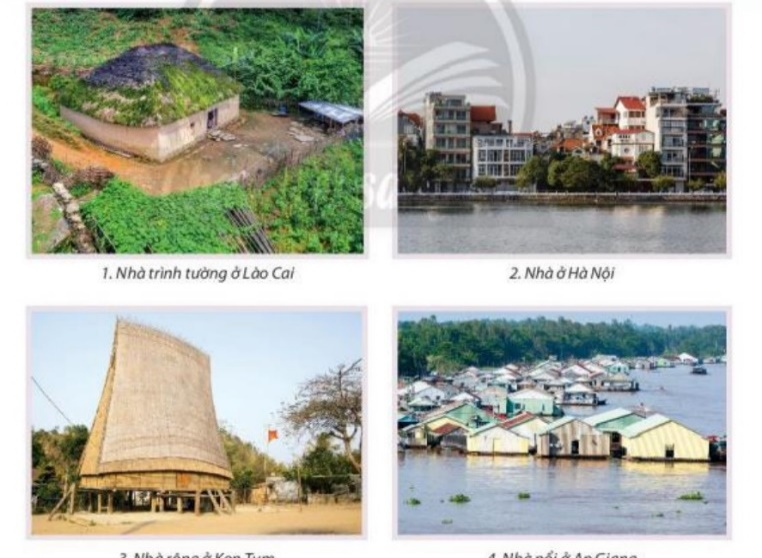 1. Nhà trình tường ở Lào Cai
2. Nhà ở Hà Nội
3. Nhà rông ở Kon Tum
4. Nhà nổi ở An Giang